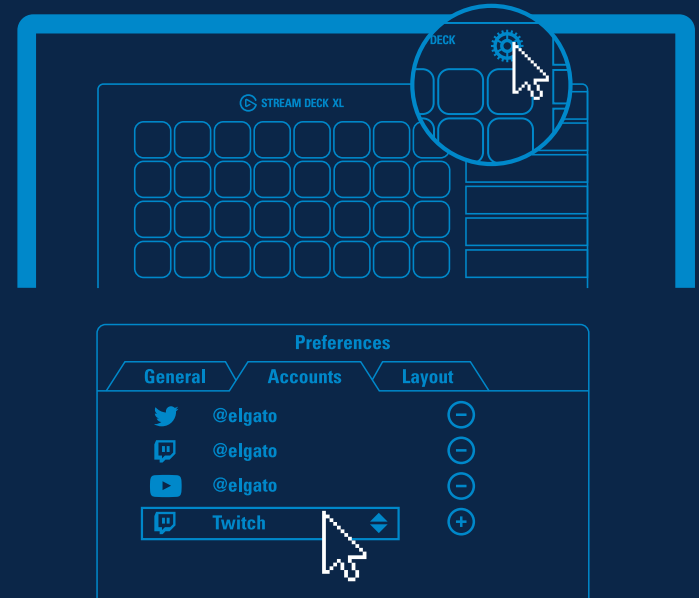 DECK
STREAM DECK XL
Preferences
General Accounts Layout
@elgato
@elgato
@elgato
Twitch